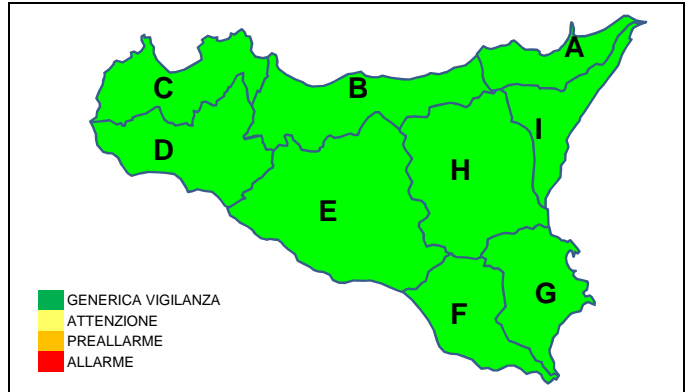 A
B
C
I
D
H
E
G
F
GENERICA VIGILANZA
ATTENZIONE
PREALLARME
ALLARME